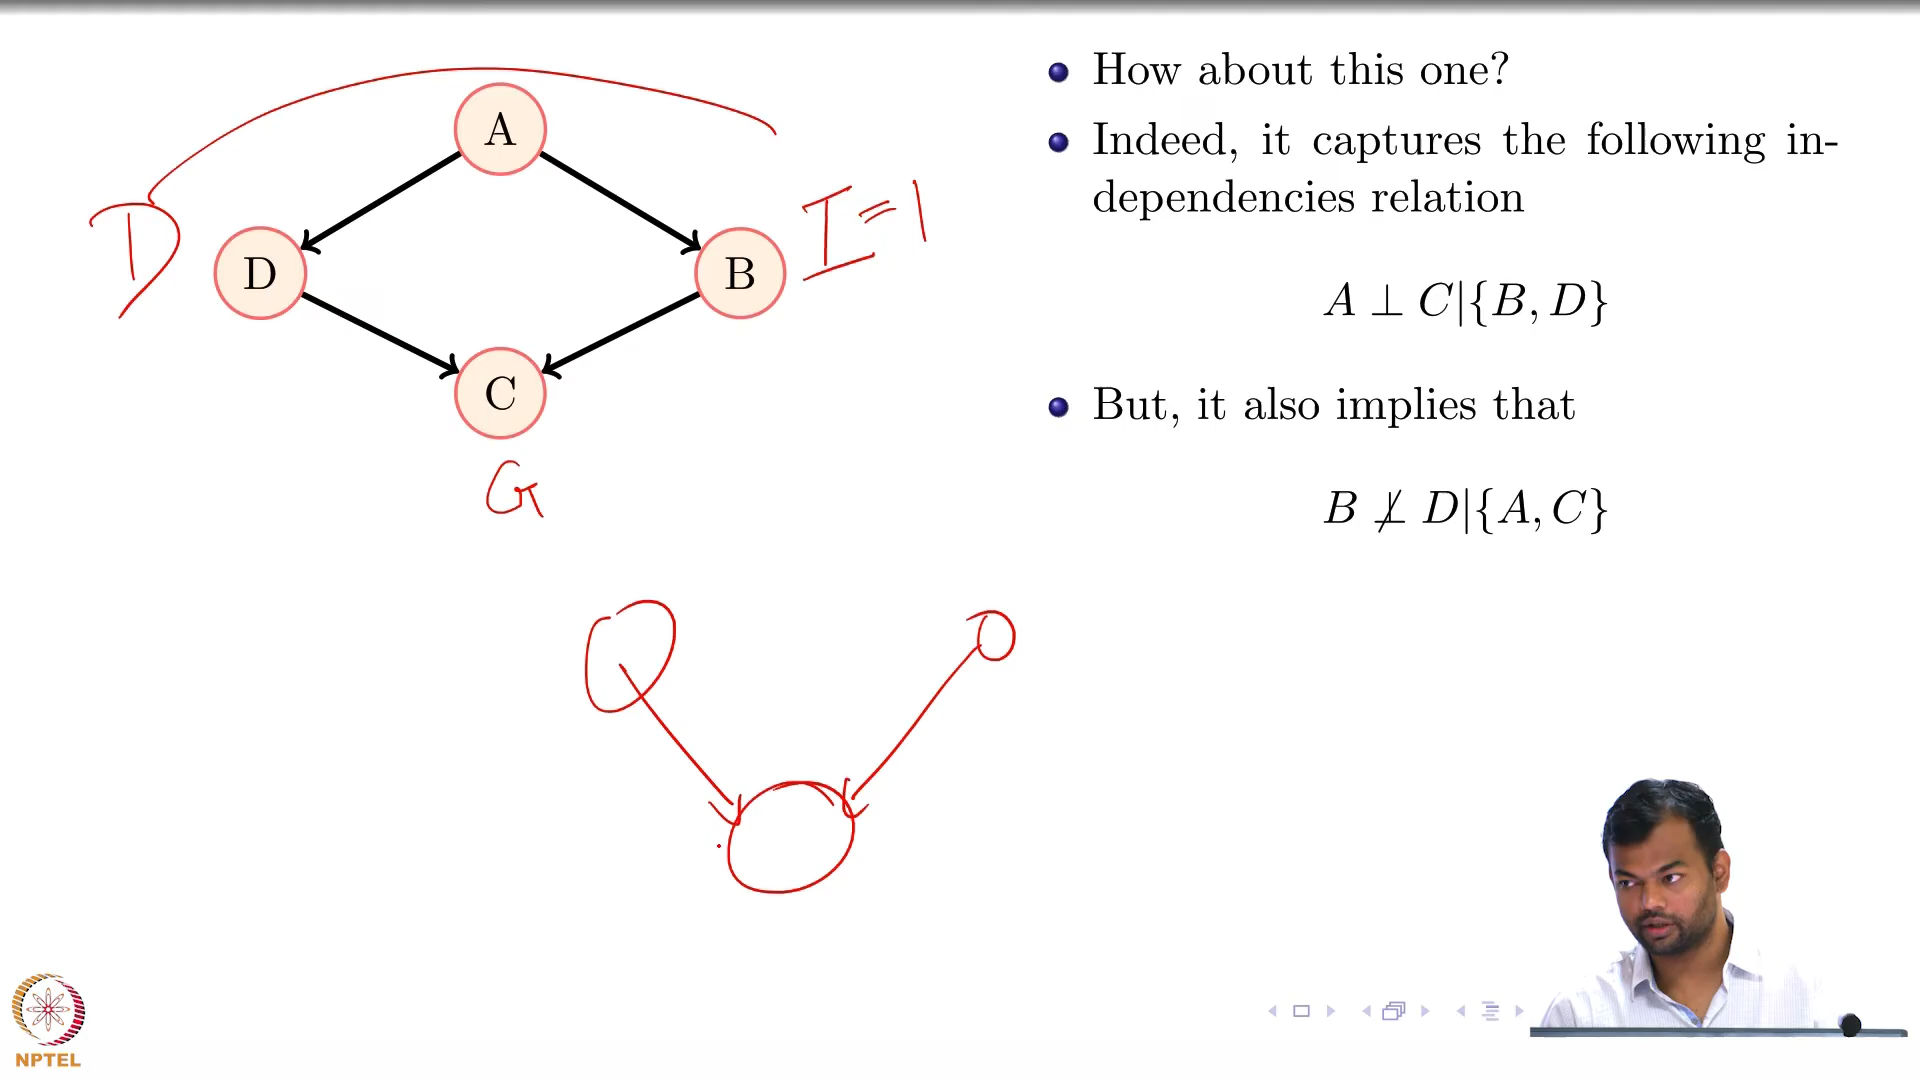 A
D
B
C
D
I=1
G
How about this one?
Indeed, it captures the following in-
dependencies relation
A ⊥ C|{B, D}
But, it also implies that
B ⊥̸ D|{A, C}
NPTEL